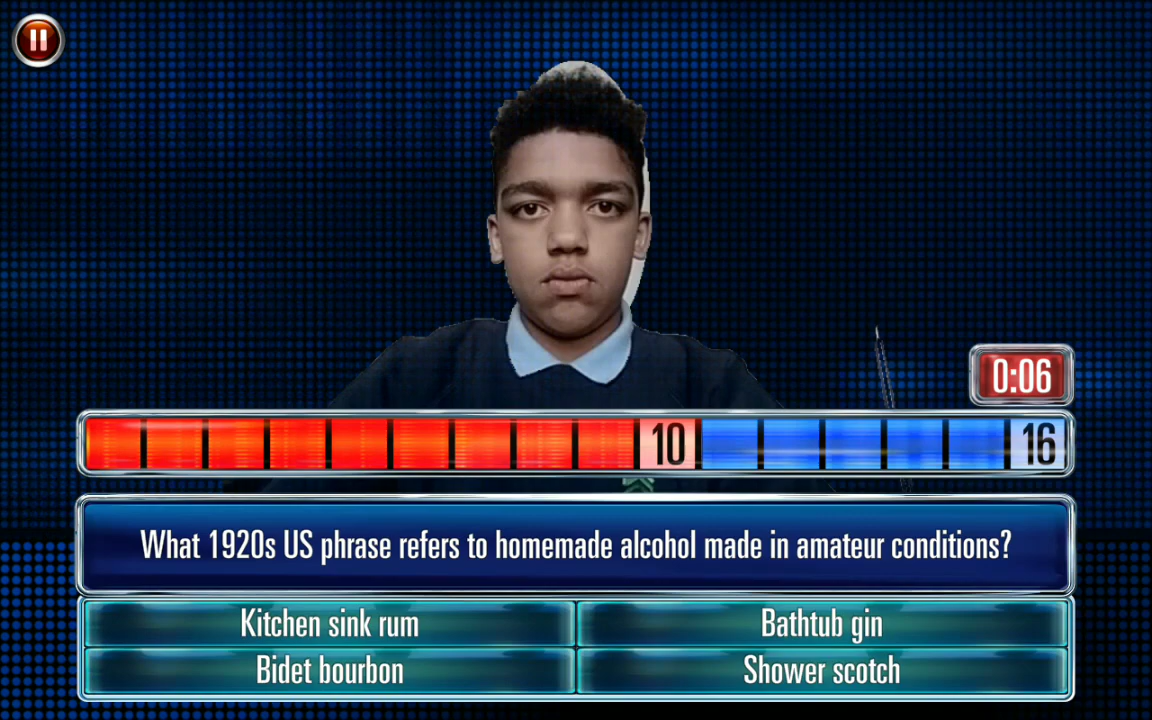 0:06
10
16
What 1920s US phrase refers to homemade alcohol made in amateur conditions?
Kitchen sink rum
Bathtub gin
Bidet bourbon
Shower scotch